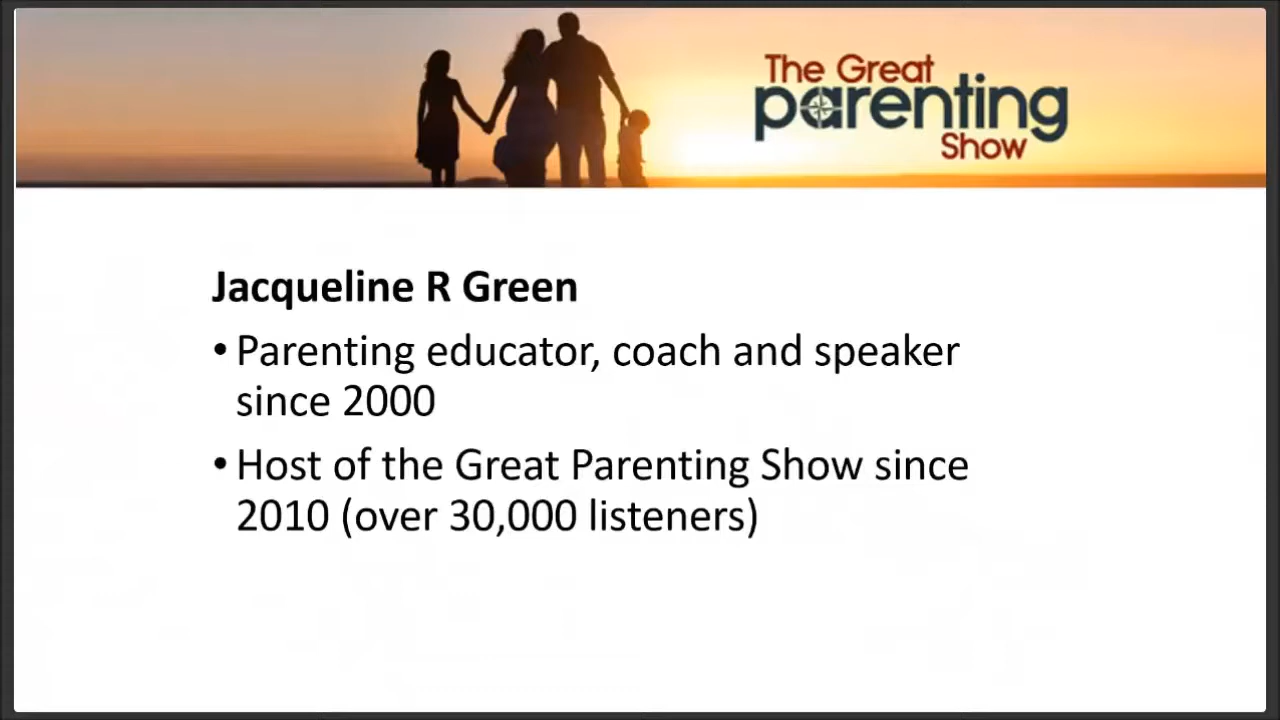 The Great
parenting
Show
Jacqueline R Green
• Parenting educator, coach and speaker
since 2000
• Host of the Great Parenting Show since
2010 (over 30,000 listeners)